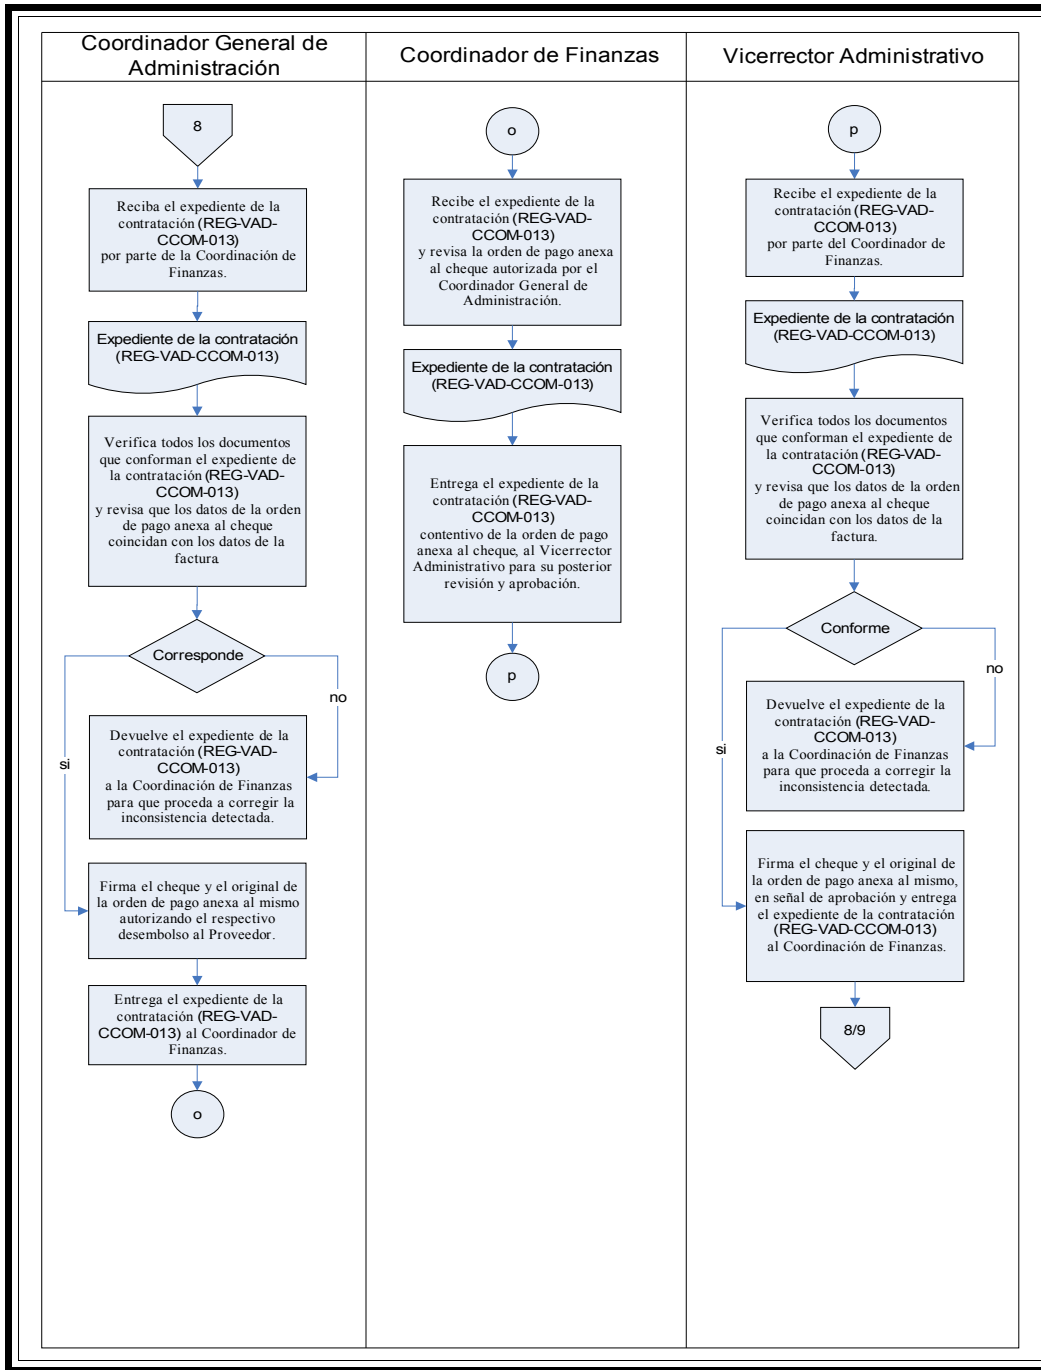 Coordinador General de
Administración
8
Reciba el expediente de la
contratación (REG-VAD-
CCOM-013)
por parte de la Coordinación de
Finanzas.
Expediente de la contratación
(REG-VAD-CCOM-013)
Verifica todos los documentos
que conforman el expediente de
la contratación (REG-VAD-
CCOM-013)
y revisa que los datos de la orden
de pago anexa al cheque
coincidan con los datos de la
factura.
Corresponde
no
si
Devuelve el expediente de la
contratación (REG-VAD-
CCOM-013)
a la Coordinación de Finanzas
para que proceda a corregir la
inconsistencia detectada.
Firma el cheque y el original de
la orden de pago anexa al mismo
autorizando el respectivo
desembolso al Proveedor.
Entrega el expediente de la
contratación (REG-VAD-
CCOM-013) al Coordinador de
Finanzas.
o
Coordinador de Finanzas
o
Recibe el expediente de la
contratación (REG-VAD-
CCOM-013)
y revisa la orden de pago anexa
al cheque autorizada por el
Coordinador General de
Administración.
Expediente de la contratación
(REG-VAD-CCOM-013)
Entrega el expediente de la
contratación (REG-VAD-
CCOM-013)
contentivo de la orden de pago
anexa al cheque, al Vicerrector
Administrativo para su posterior
revisión y aprobación.
p
Vicerrector Administrativo
p
Recibe el expediente de la
contratación (REG-VAD-
CCOM-013)
por parte del Coordinador de
Finanzas.
Expediente de la contratación
(REG-VAD-CCOM-013)
Verifica todos los documentos
que conforman el expediente de
la contratación (REG-VAD-
CCOM-013)
y revisa que los datos de la orden
de pago anexa al cheque
coincidan con los datos de la
factura.
Conforme
no
si
Devuelve el expediente de la
contratación (REG-VAD-
CCOM-013)
a la Coordinación de Finanzas
para que proceda a corregir la
inconsistencia detectada.
Firma el cheque y el original de
la orden de pago anexa al mismo,
en señal de aprobación y entrega
el expediente de la contratación
(REG-VAD-CCOM-013)
al Coordinación de Finanzas.
8/9